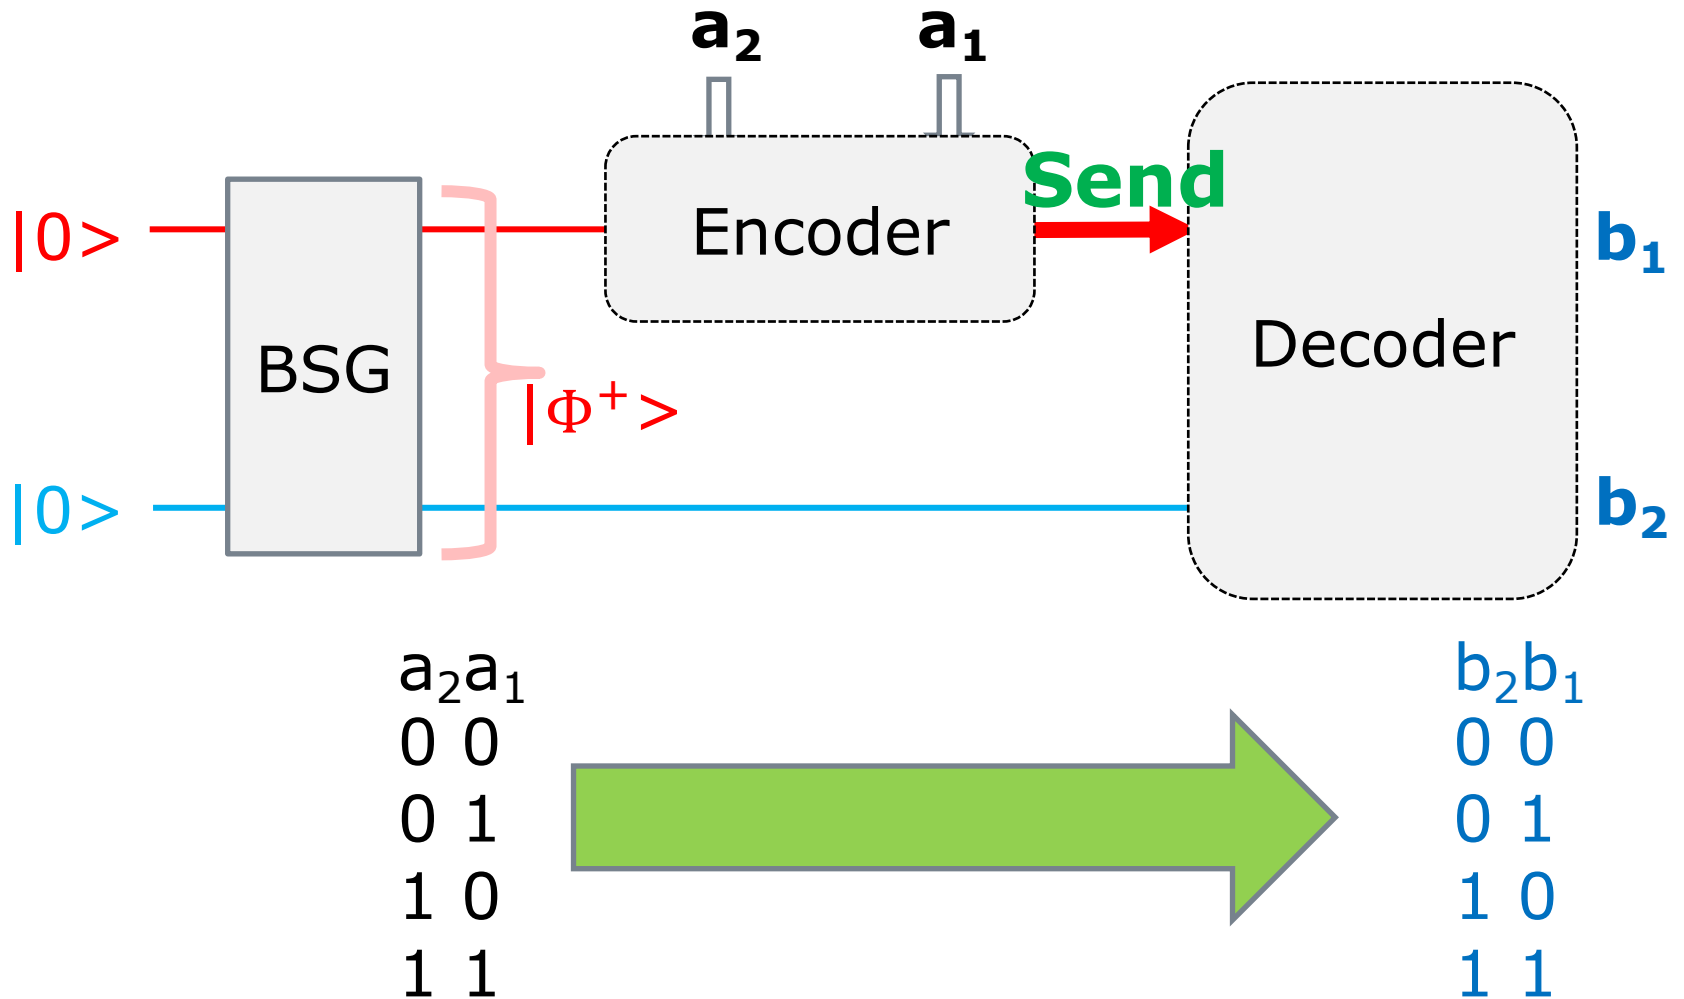 a₂ a₁
Send
|0> Encoder b₁
BSG Decoder
|Φ⁺>
|0> b₂
a₂a₁ b₂b₁
0 0 0 0
0 1 0 1
1 0 1 0
1 1 1 1